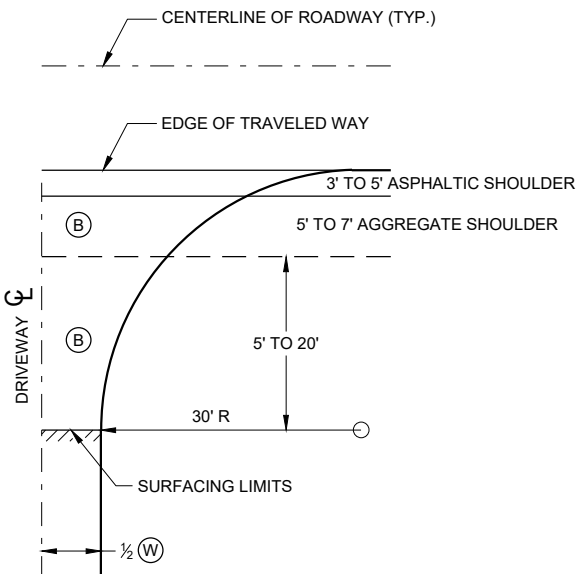 CENTERLINE OF ROADWAY (TYP.)
EDGE OF TRAVELED WAY
3' TO 5' ASPHALTIC SHOULDER
B
5' TO 7' AGGREGATE SHOULDER
DRIVEWAY ℄
B
5' TO 20'
30' R
SURFACING LIMITS
½ W